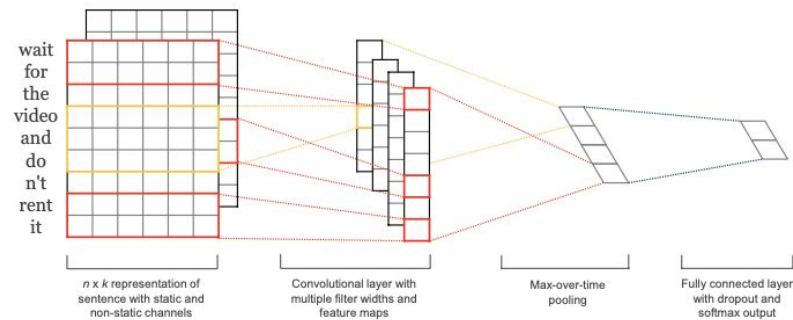 wait
for
the
video
and
do
n't
rent
it
n x k representation of
sentence with static and
non-static channels
Convolutional layer with
multiple filter widths and
feature maps
Max-over-time
pooling
Fully connected layer
with dropout and
softmax output